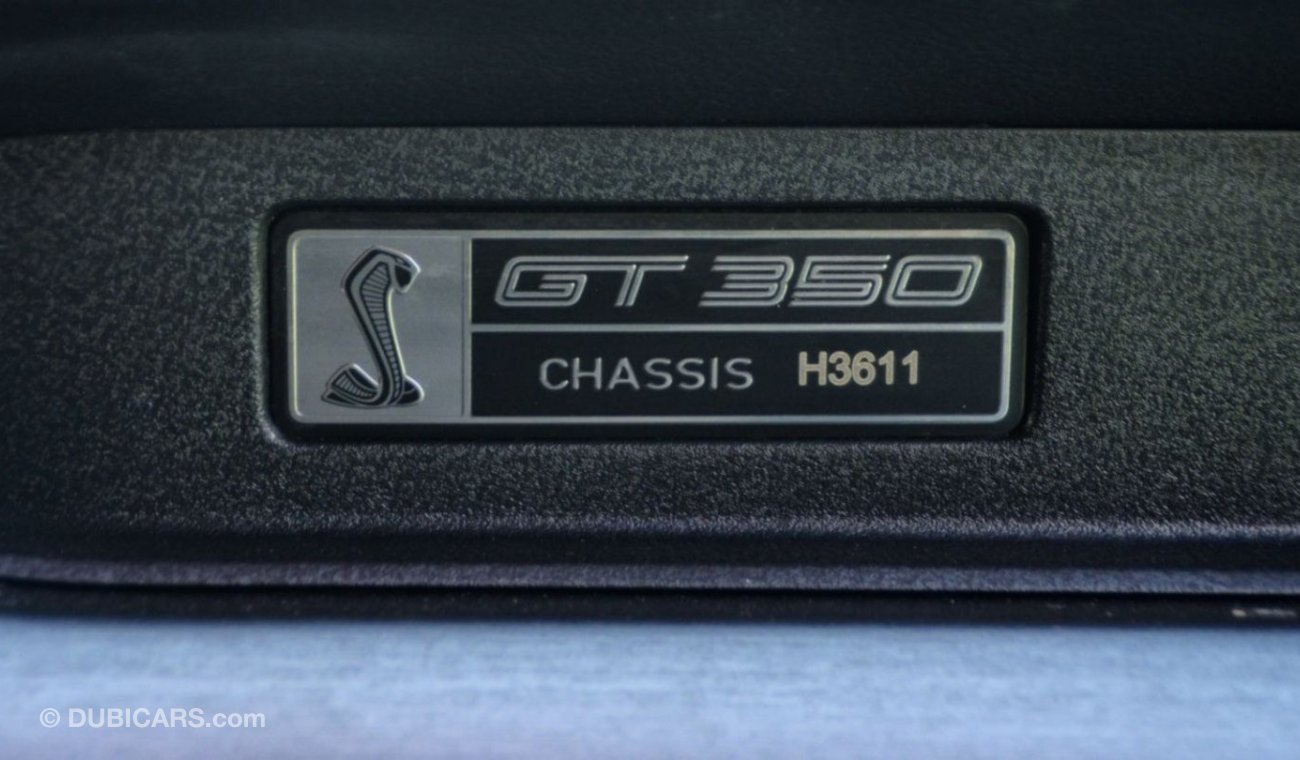 GT 350
CHASSIS H3611
© DUBICARS.com